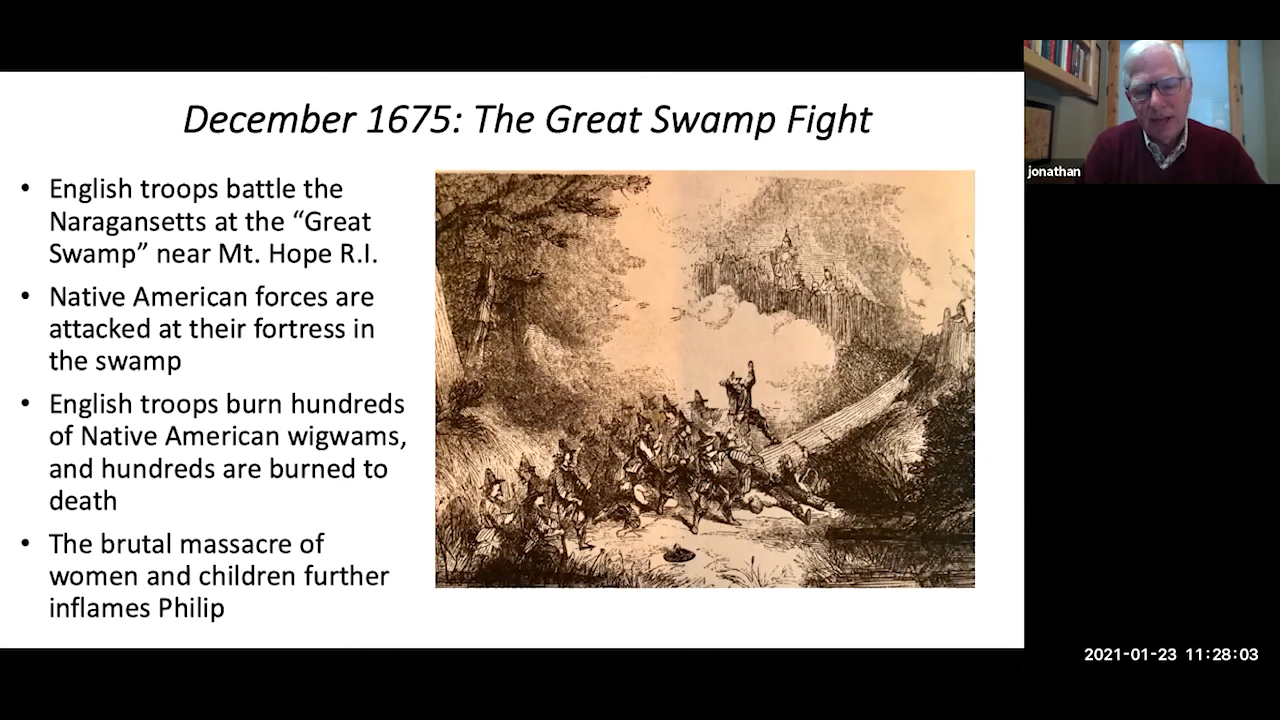 December 1675: The Great Swamp Fight
• English troops battle the
Naragansetts at the “Great
Swamp” near Mt. Hope R.I.
• Native American forces are
attacked at their fortress in
the swamp
• English troops burn hundreds
of Native American wigwams,
and hundreds are burned to
death
• The brutal massacre of
women and children further
inflames Philip
jonathan
2021-01-23 11:28:03